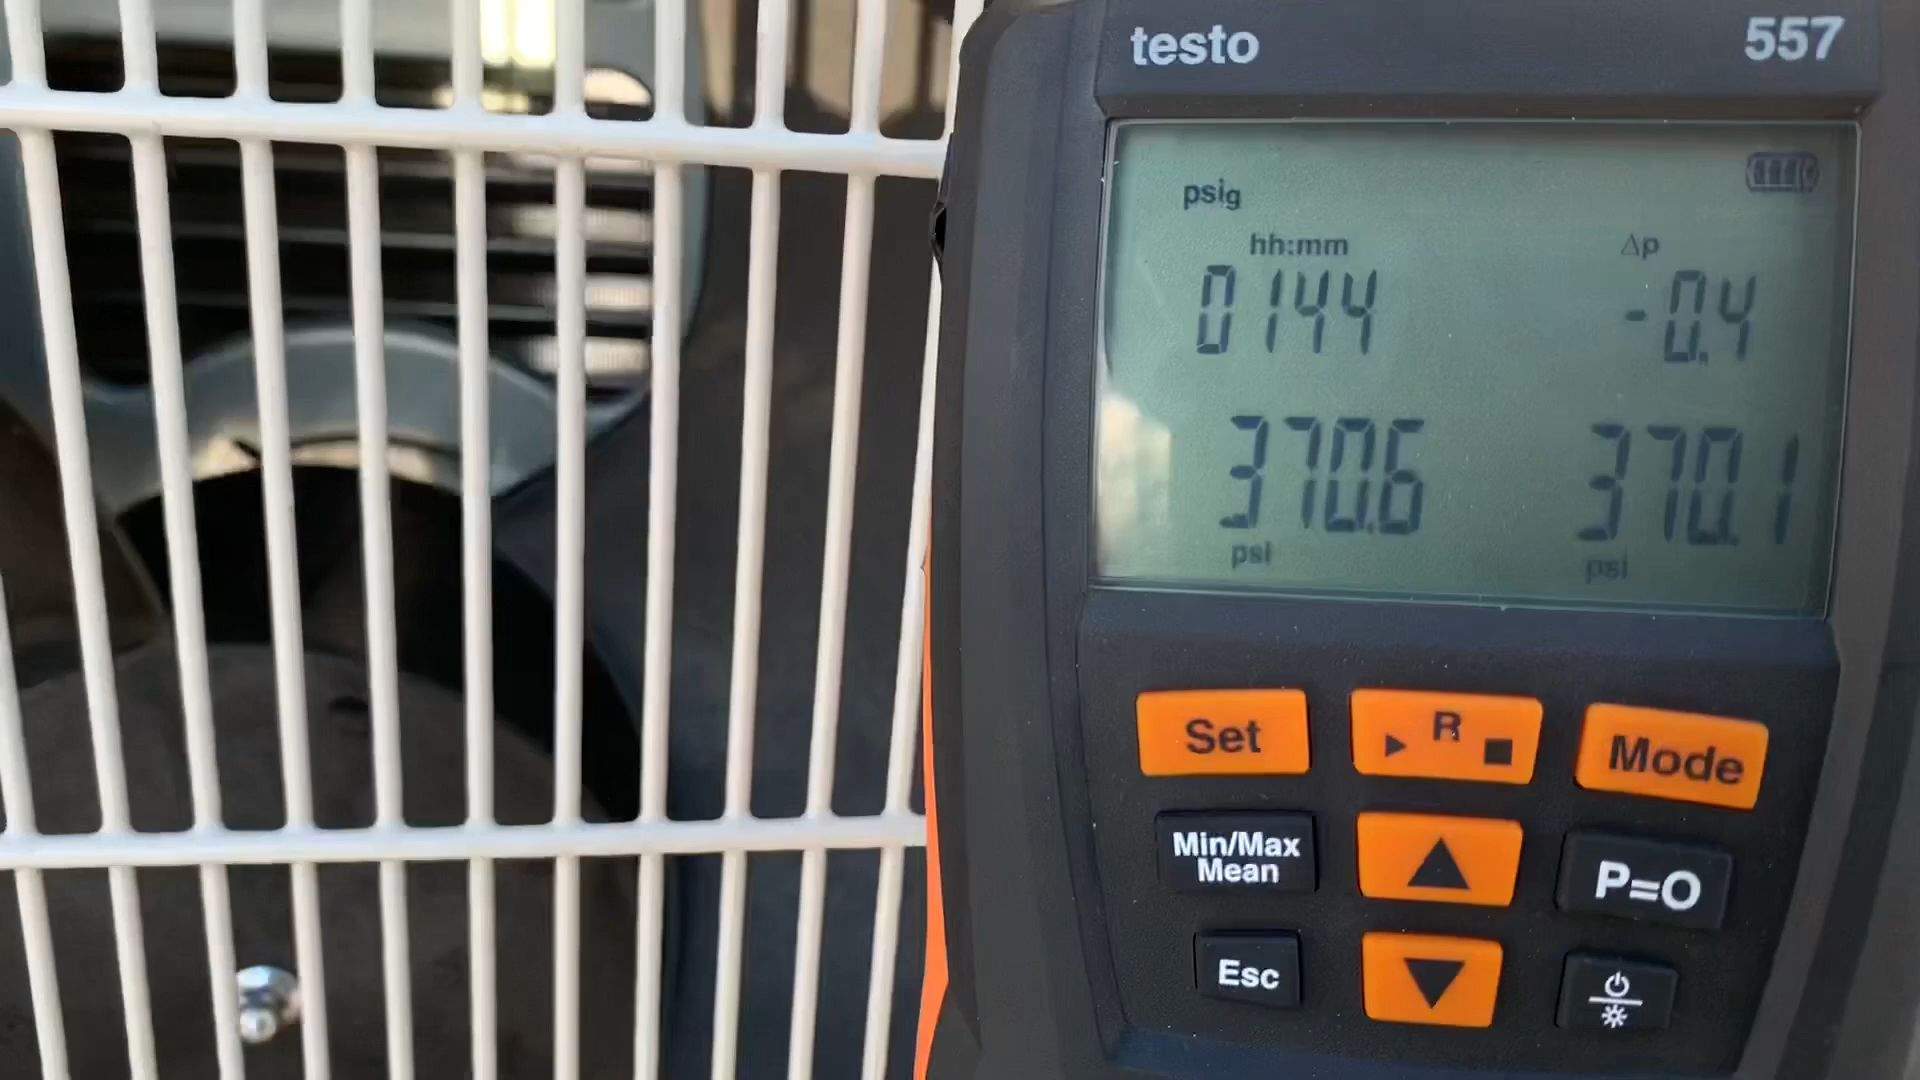 testo 557
psig
hh:mm Δp
0144 -0.4
370.6 370.1
psi psi
Set R Mode
Min/Max
Mean
P=O
Esc